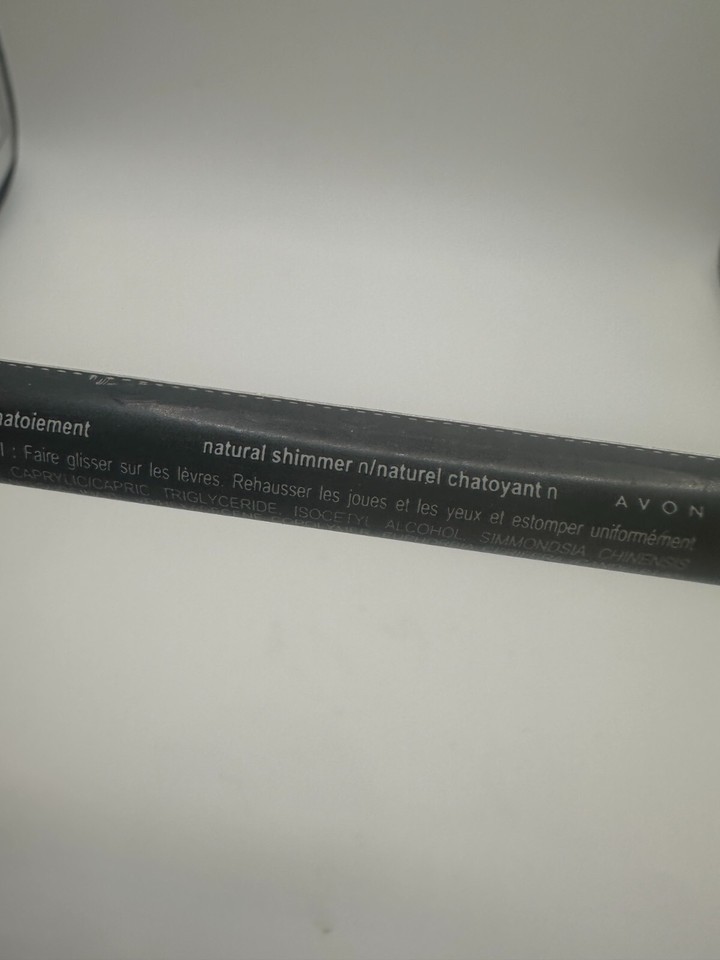 hatoiement natural shimmer n/naturel chatoyant n AVON
: Faire glisser sur les lèvres. Rehausser les joues et les yeux et estomper uniformément
CAPRYLIC/CAPRIC TRIGLYCERIDE, ISOCETYL ALCOHOL, SIMMONDSIA CHINENSIS